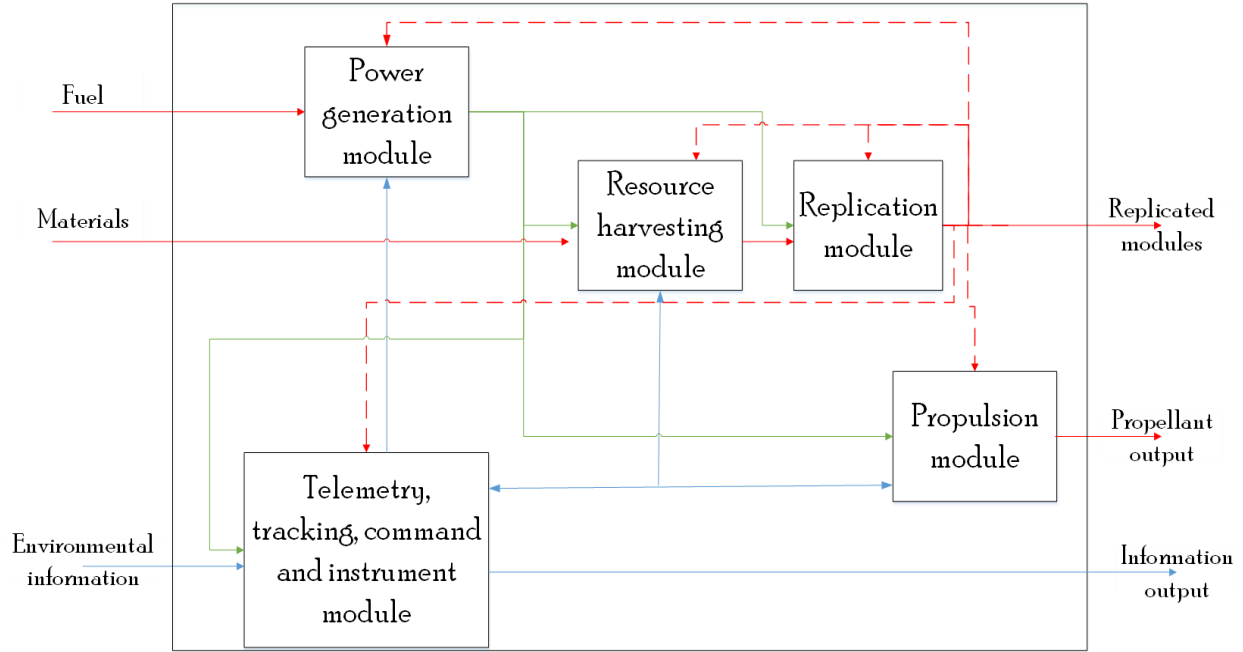 Power
generation
module
Fuel
Resource
harvesting
module
Replication
module
Materials
Replicated
modules
Propulsion
module
Propellant
output
Telemetry,
tracking, command
and instrument
module
Environmental
information
Information
output